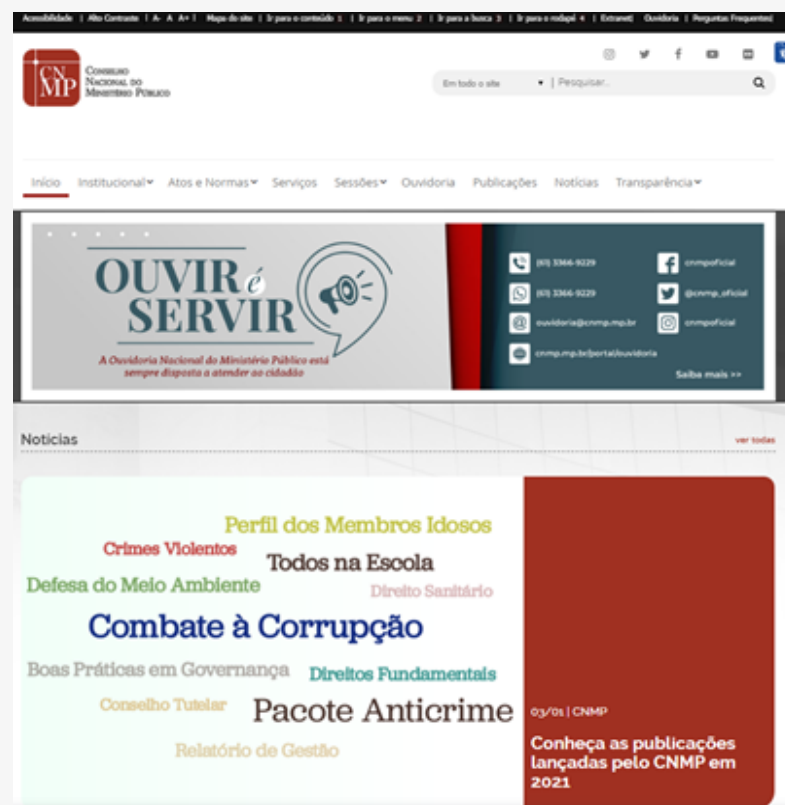 Acessibilidade | Alto Contraste | A- A A+ | Mapa do site | Ir para o conteúdo 1 | Ir para o menu 2 | Ir para a busca 3 | Ir para o rodapé 4 | Extranet| Ouvidoria | Perguntas Frequentes|
CN
MP
Conselho
Nacional do
Ministério Público
Em todo o site | Pesquisar...
Início Institucional Atos e Normas Serviços Sessões Ouvidoria Publicações Notícias Transparência
OUVIR é
SERVIR
A Ouvidoria Nacional do Ministério Público está
sempre disposta a atender ao cidadão
(61) 3366-9229 cnmpoficial
(61) 3366-9229 @cnmp_oficial
ouvidoria@cnmp.mp.br cnmpoficial
cnmp.mp.br/portal/ouvidoria
Saiba mais >>
Notícias ver todas
Perfil dos Membros Idosos
Crimes Violentos
Todos na Escola
Defesa do Meio Ambiente
Direito Sanitário
Combate à Corrupção
Boas Práticas em Governança
Direitos Fundamentais
Conselho Tutelar
Pacote Anticrime
Relatório de Gestão
03/01 | CNMP
Conheça as publicações
lançadas pelo CNMP em
2021